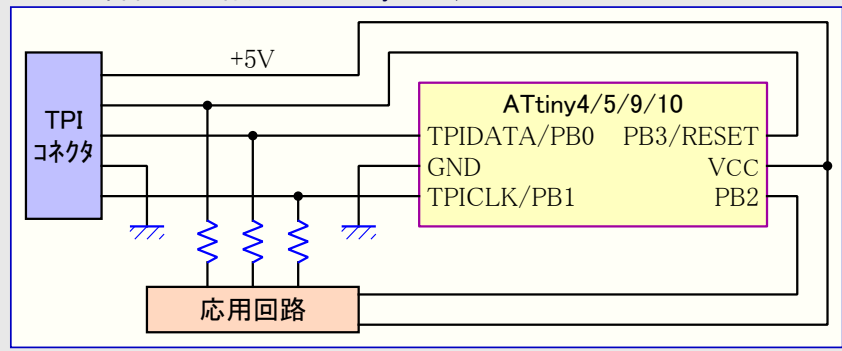 +5V
TPI
コネクタ
ATtiny4/5/9/10
TPIDATA/PB0 PB3/RESET
GND VCC
TPICLK/PB1 PB2
応用回路